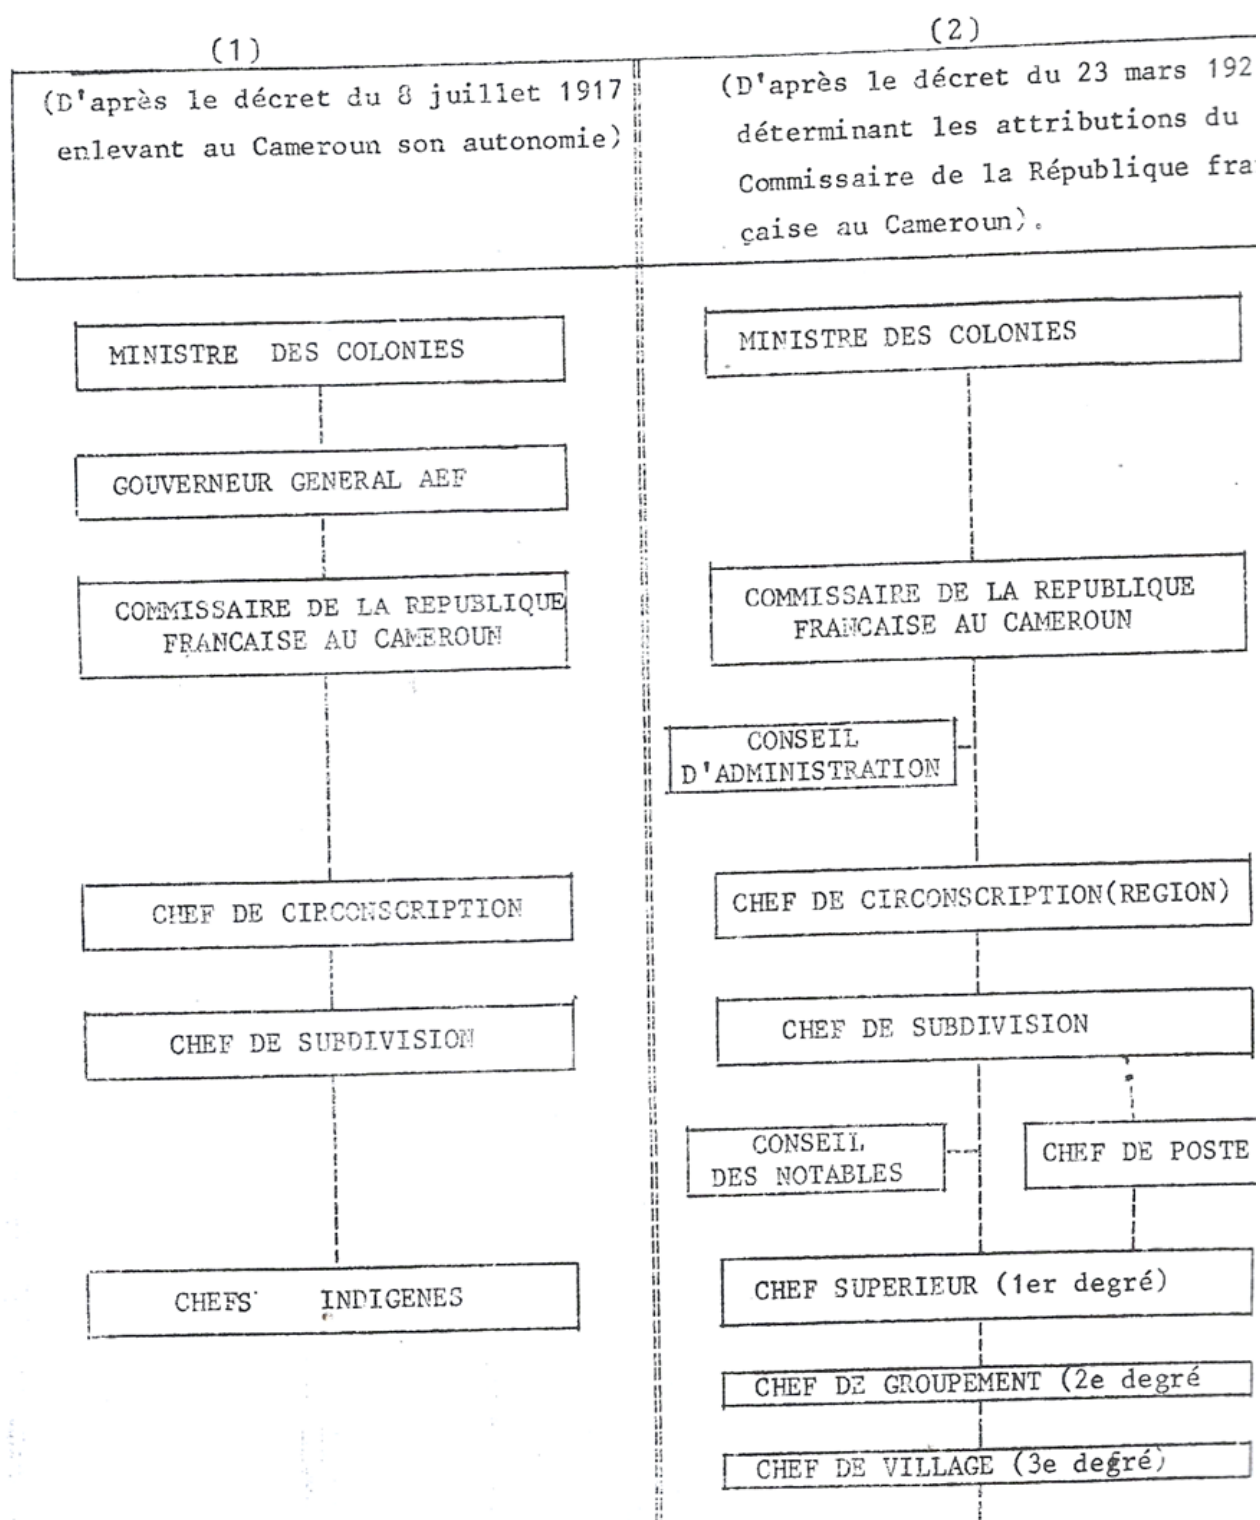 (1)
(D'après le décret du 8 juillet 1917
enlevant au Cameroun son autonomie)
MINISTRE DES COLONIES
GOUVERNEUR GENERAL AEF
COMMISSAIRE DE LA REPUBLIQUE
FRANCAISE AU CAMEROUN
CHEF DE CIRCONSCRIPTION
CHEF DE SUBDIVISION
CHEFS INDIGENES
(2)
(D'après le décret du 23 mars 192
déterminant les attributions du
Commissaire de la République fra
çaise au Cameroun).
MINISTRE DES COLONIES
COMMISSAIRE DE LA REPUBLIQUE
FRANCAISE AU CAMEROUN
CONSEIL
D'ADMINISTRATION
CHEF DE CIRCONSCRIPTION(REGION)
CHEF DE SUBDIVISION
CONSEIL
DES NOTABLES
CHEF DE POSTE
CHEF SUPERIEUR (1er degré)
CHEF DE GROUPEMENT (2e degré
CHEF DE VILLAGE (3e degré)